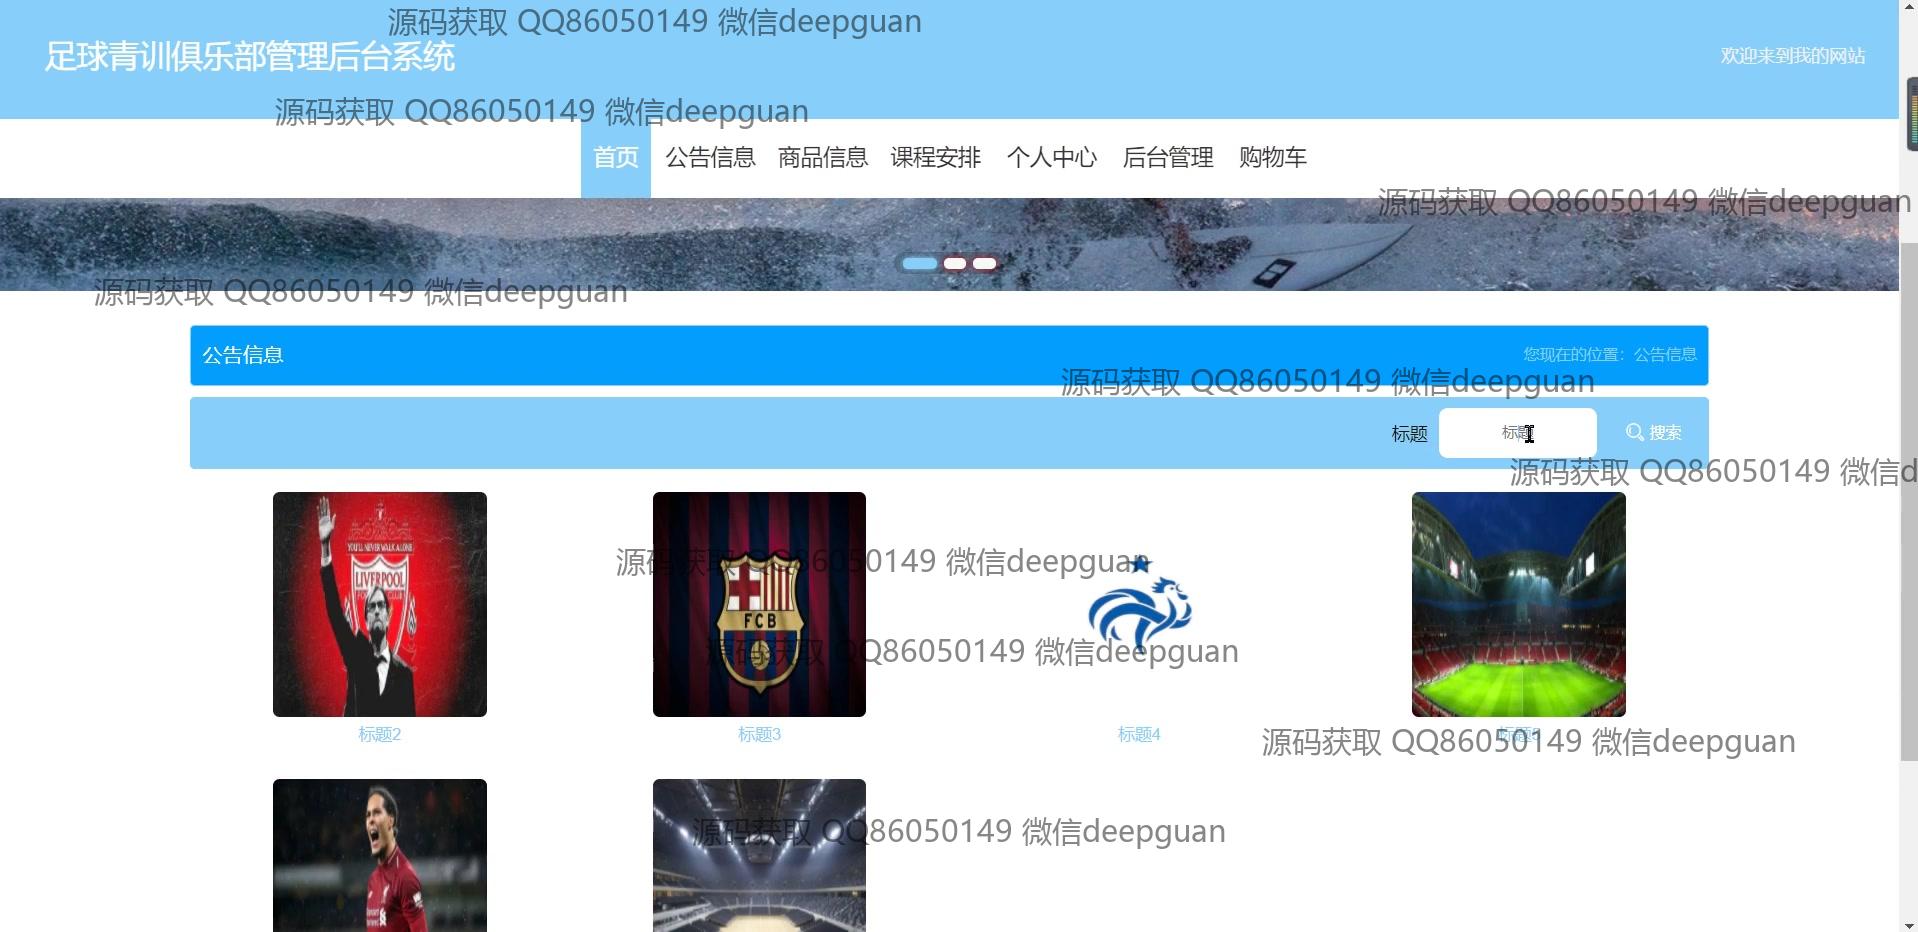 源码获取 QQ86050149 微信deepguan
足球青训俱乐部管理后台系统
欢迎来到我的网站
源码获取 QQ86050149 微信deepguan
首页 公告信息 商品信息 课程安排 个人中心 后台管理 购物车
源码获取 QQ86050149 微信deepguan
源码获取 QQ86050149 微信deepguan
公告信息
您现在的位置：公告信息
源码获取 QQ86050149 微信deepguan
标题 标题 搜索
源码获取 QQ86050149 微信d
YOU'LL NEVER WALK ALONE
LIVERPOOL
FCB
源码获取 QQ86050149 微信deepguan
源码获取 QQ86050149 微信deepguan
标题2 标题3 标题4 标题5
源码获取 QQ86050149 微信deepguan
源码获取 QQ86050149 微信deepguan